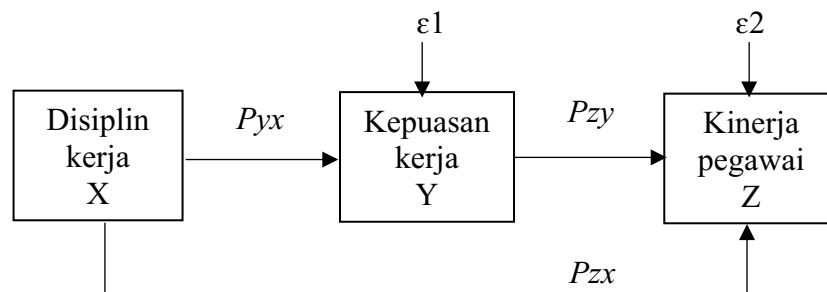 ε1
ε2
Disiplin
kerja
X
Pyx
Kepuasan
kerja
Y
Pzy
Kinerja
pegawai
Z
Pzx